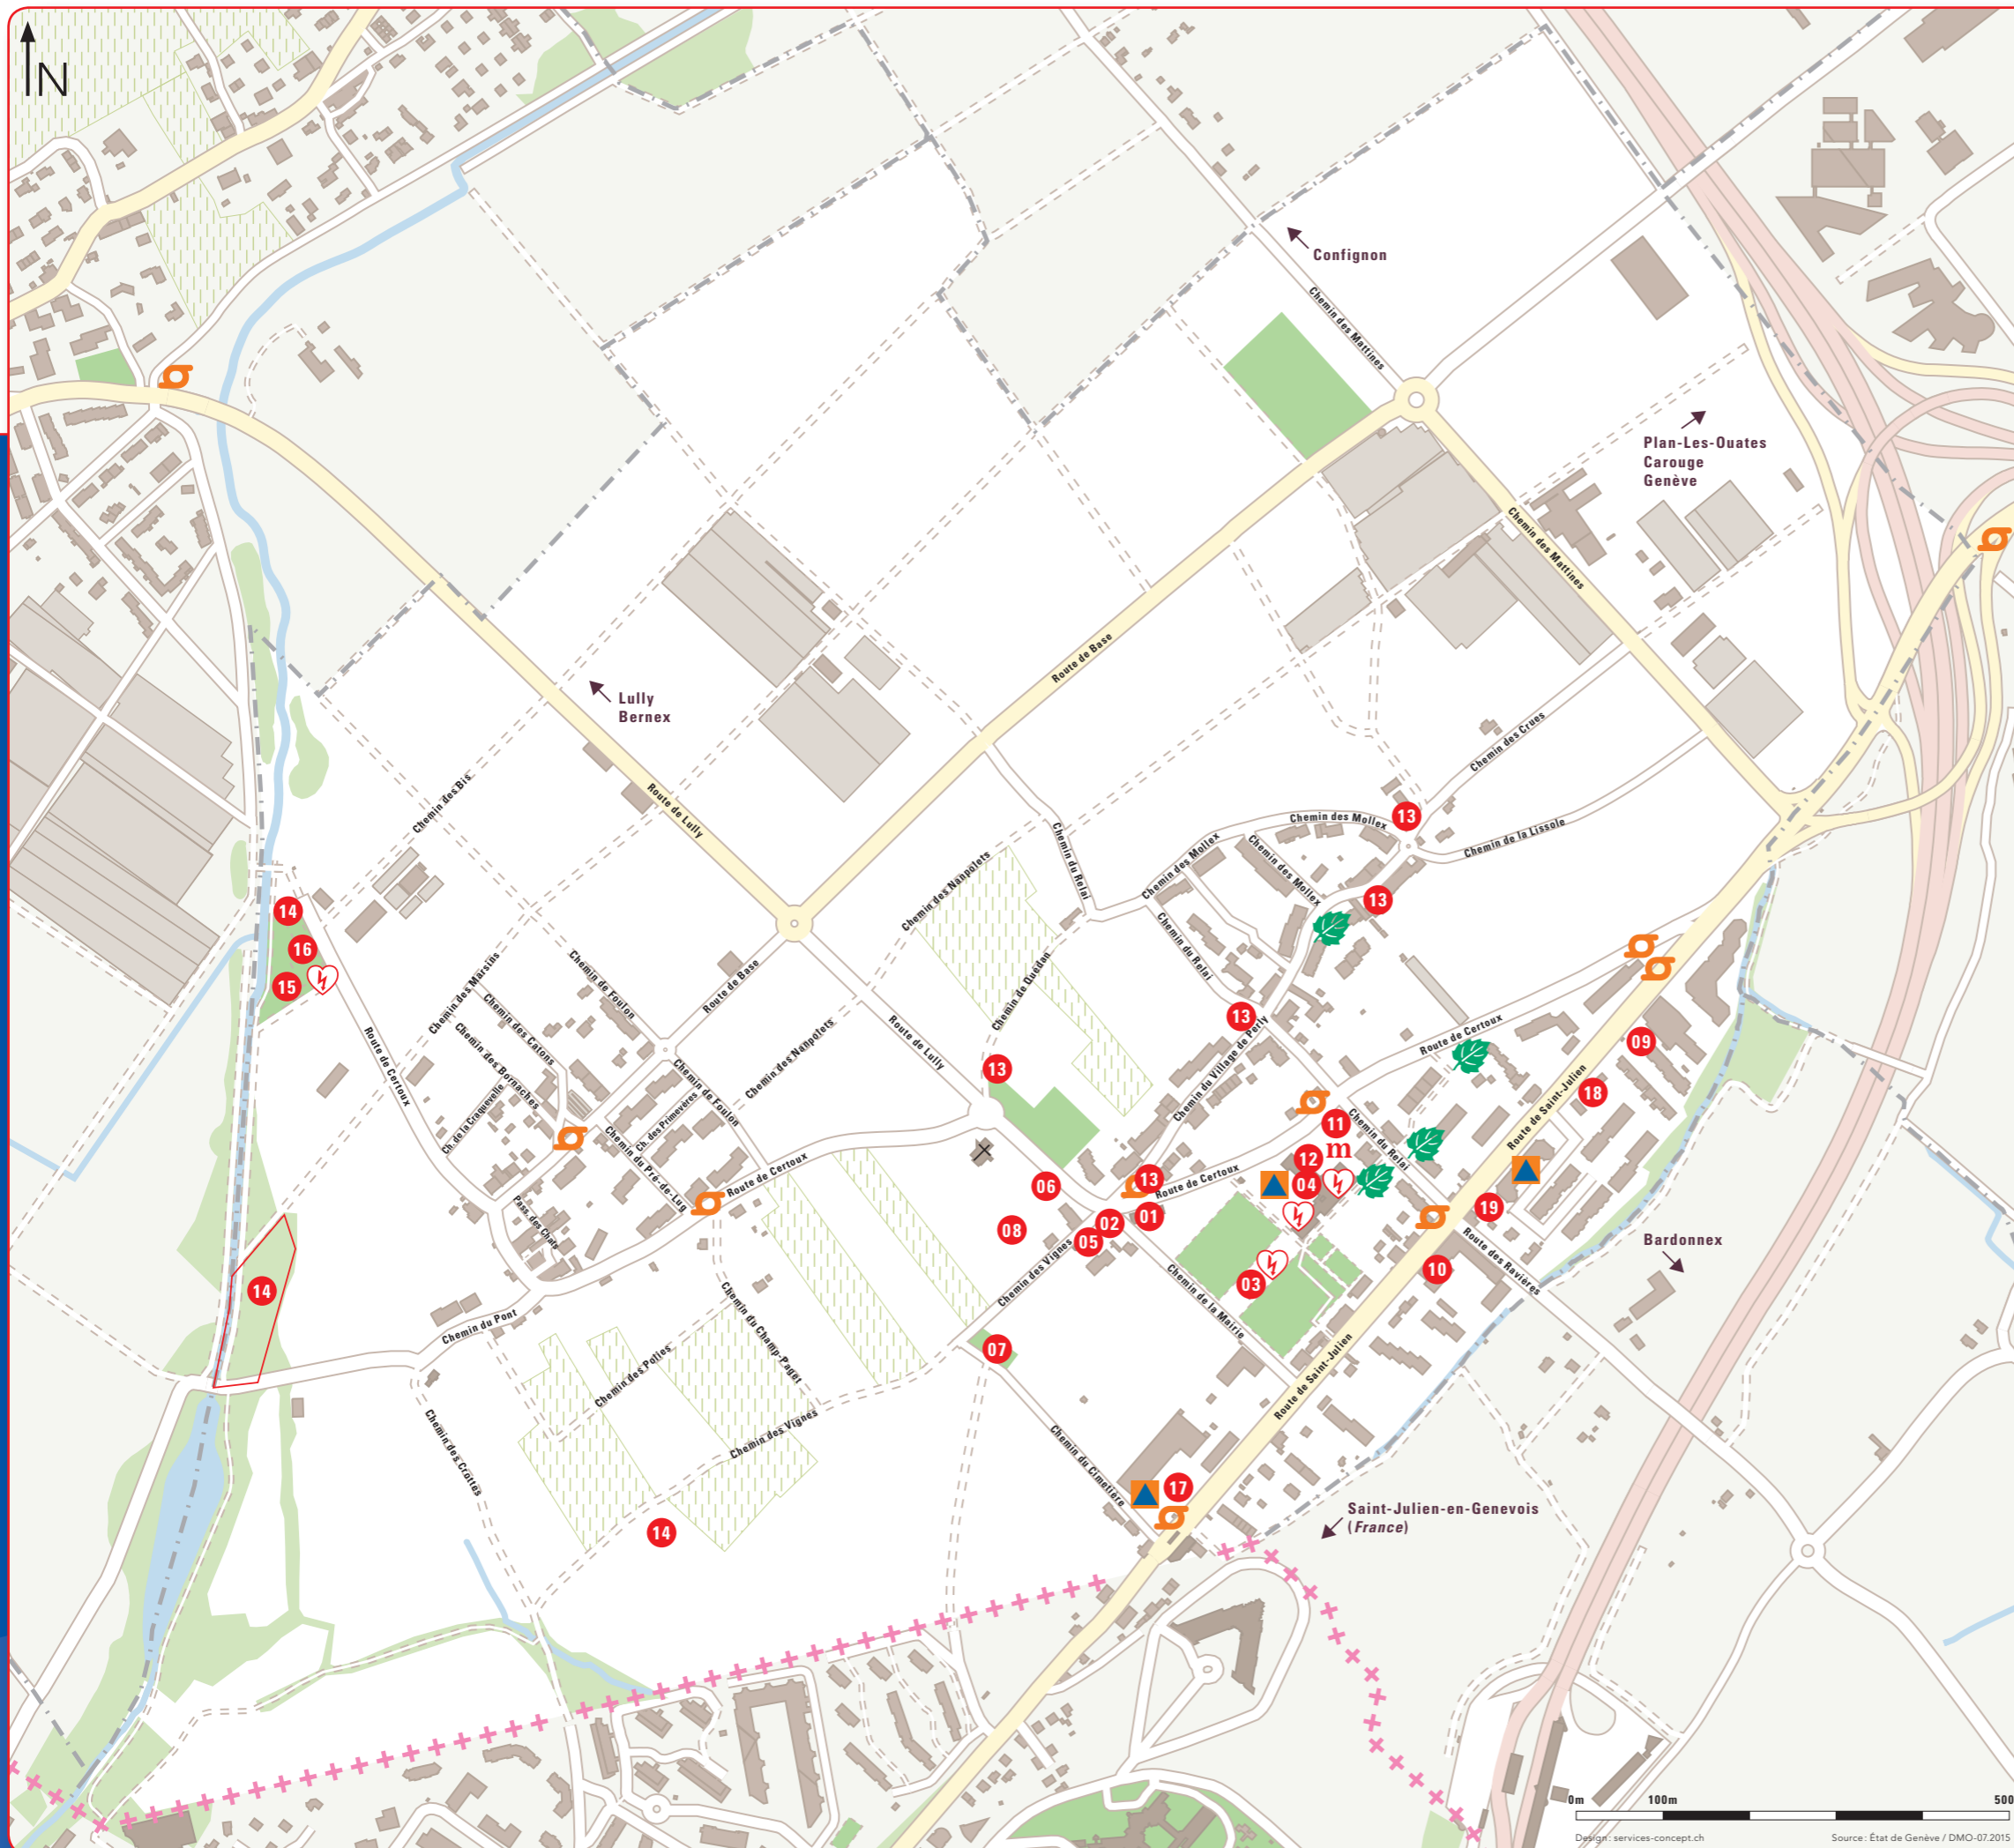 N
Confignon
Chemin des Mattines
Plan-Les-Ouates
Carouge
Genève
Chemin des Mattines
Route de Base
Lully
Bernex
Chemin des Crues
Chemin des Bis
Route de Lully
Chemin des Mollex
13
Chemin du Relai
Chemin des Mollex
Chemin des Mollex
Chemin de la Lissole
Chemin des Nanpolets
13
14
Chemin du Relai
16
15
Chemin des Marsins
Chemin de Foulon
Route de Base
Chemin de Ouédon
Chemin des Catons
Chemin des Bornaches
Route de Certoux
Chemin des Nanpolets
Route de Lully
13
Chemin du Village de Perly
Route de Certoux
09
13
Chemin de Foulon
Ch. de la Craquevelle
Ch. des Primevères
Chemin du Pré-de-Lug
Route de Saint-Julien
18
11
m
Chemin du Relai
12
04
13
06
Route de Certoux
Route de Certoux
Pass. des Chats
01
02
05
08
19
Route des Ravières
Bardonnex
10
03
14
Chemin des Vignes
Chemin de la Mairie
Chemin du Pont
Chemin du Champ-Paget
07
Chemin des Polles
Route de Saint-Julien
Chemin des Crottes
Chemin des Vignes
Chemin du Cimetière
17
14
Saint-Julien-en-Genevois
(France)
0m 100m 500
Design : services-concept.ch Source : État de Genève / DMO-07.2015